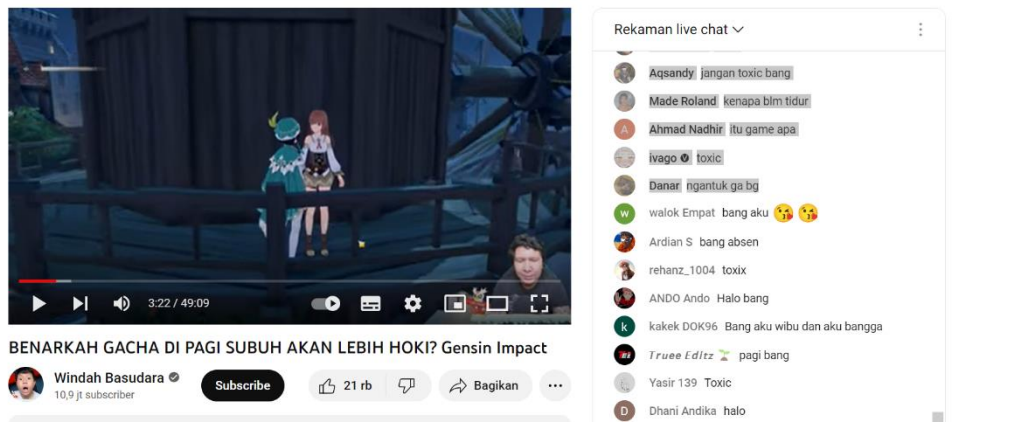 Rekaman live chat
Aqsandy jangan toxic bang
Made Roland kenapa blm tidur
A Ahmad Nadhir itu game apa
ivago toxic
Danar ngantuk ga bg
w walok Empat bang aku 😘 😘
Ardian S bang absen
rehanz_1004 toxix
ANDO Ando Halo bang
k kakek DOK96 Bang aku wibu dan aku bangga
Truee Editz 🌱 pagi bang
Yasir 139 Toxic
D Dhani Andika halo
3:22 / 49:09
BENARKAH GACHA DI PAGI SUBUH AKAN LEBIH HOKI? Gensin Impact
Windah Basudara
10,9 jt subscriber
Subscribe
21 rb
Bagikan